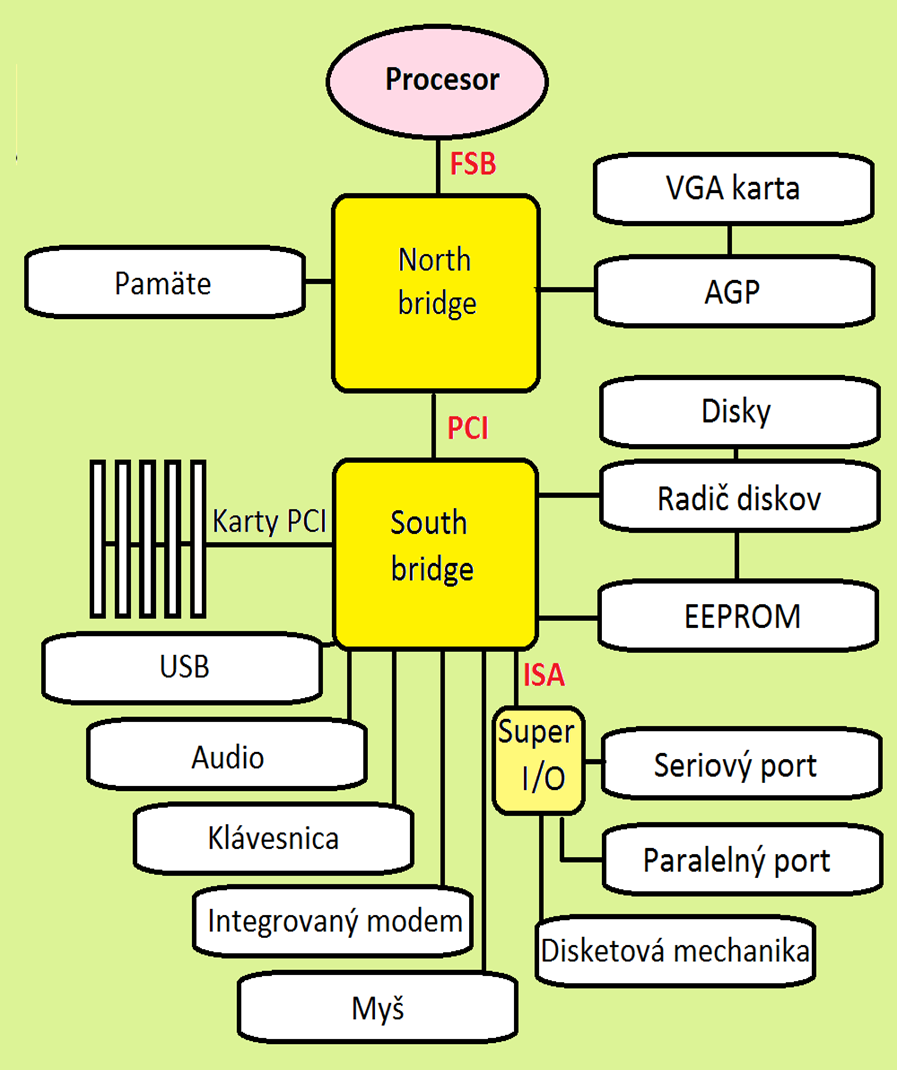 Procesor
FSB
VGA karta
North
bridge
Pamäte
AGP
PCI
Disky
Radič diskov
Karty PCI
South
bridge
EEPROM
USB
ISA
Audio
Super
I/O
Seriový port
Klávesnica
Paralelný port
Integrovaný modem
Disketová mechanika
Myš